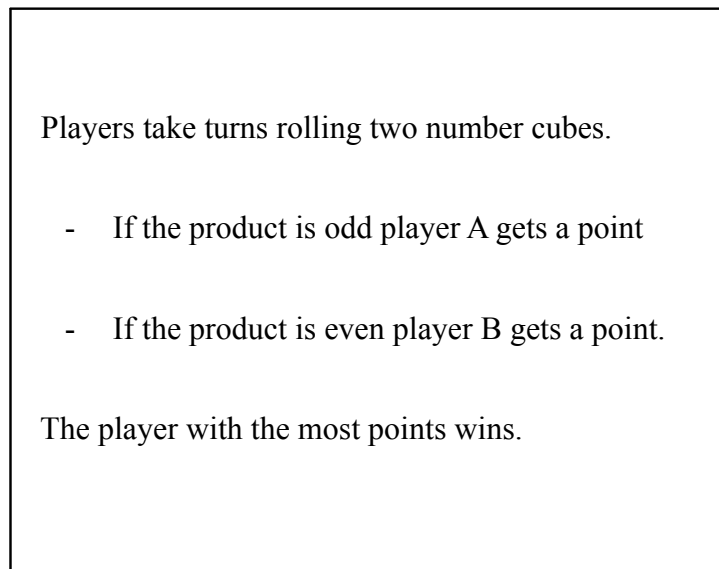 Players take turns rolling two number cubes.
- If the product is odd player A gets a point
- If the product is even player B gets a point.
The player with the most points wins.